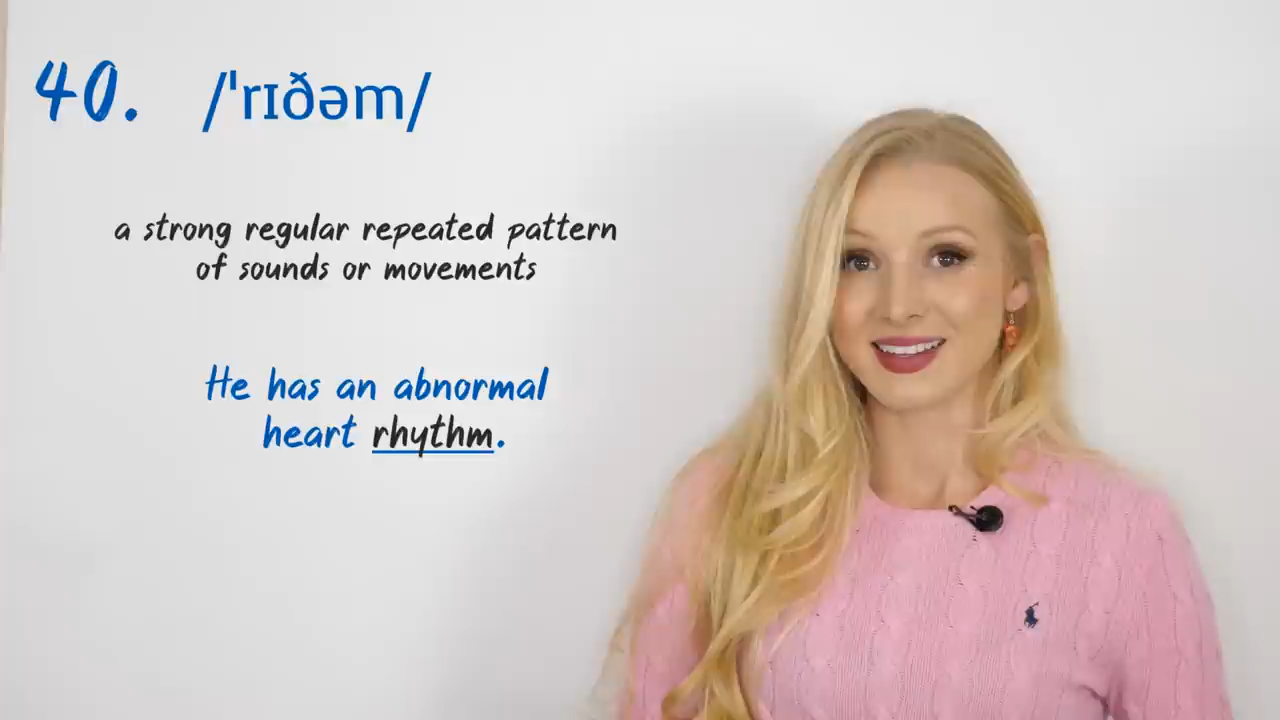 40. /ˈrɪðəm/
a strong regular repeated pattern
of sounds or movements
He has an abnormal
heart rhythm.